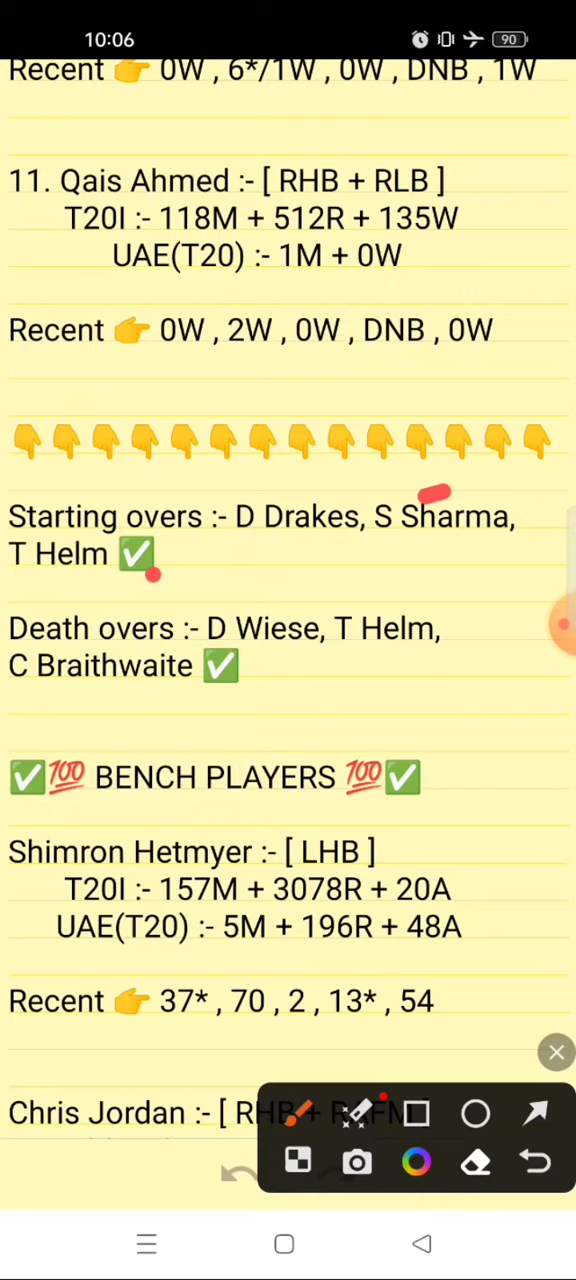 10:06
90
Recent 👉 0W , 6*/1W , 0W , DNB , 1W
11. Qais Ahmed :- [ RHB + RLB ]
T20I :- 118M + 512R + 135W
UAE(T20) :- 1M + 0W
Recent 👉 0W , 2W , 0W , DNB , 0W
👇👇👇👇👇👇👇👇👇👇👇👇👇👇
Starting overs :- D Drakes, S Sharma,
T Helm ✅
Death overs :- D Wiese, T Helm,
C Braithwaite ✅
✅💯 BENCH PLAYERS 💯✅
Shimron Hetmyer :- [ LHB ]
T20I :- 157M + 3078R + 20A
UAE(T20) :- 5M + 196R + 48A
Recent 👉 37* , 70 , 2 , 13* , 54
Chris Jordan :- [ RHB + RAFM ]